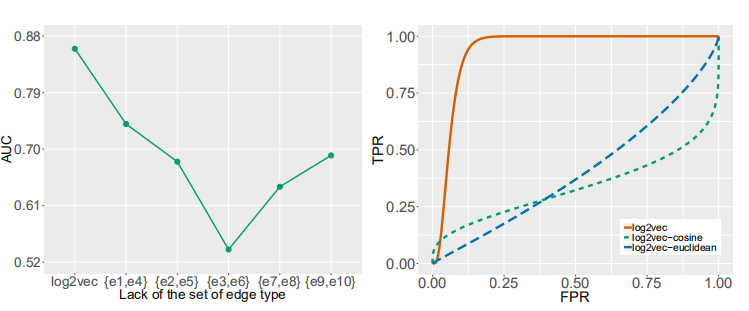 AUC
0.88
0.79
0.70
0.61
0.52
log2vec {e1,e4} {e2,e5} {e3,e6} {e7,e8} {e9,e10}
Lack of the set of edge type
TPR
1.00
0.75
0.50
0.25
0.00
log2vec
log2vec-cosine
log2vec-euclidean
0.00 0.25 0.50 0.75 1.00
FPR